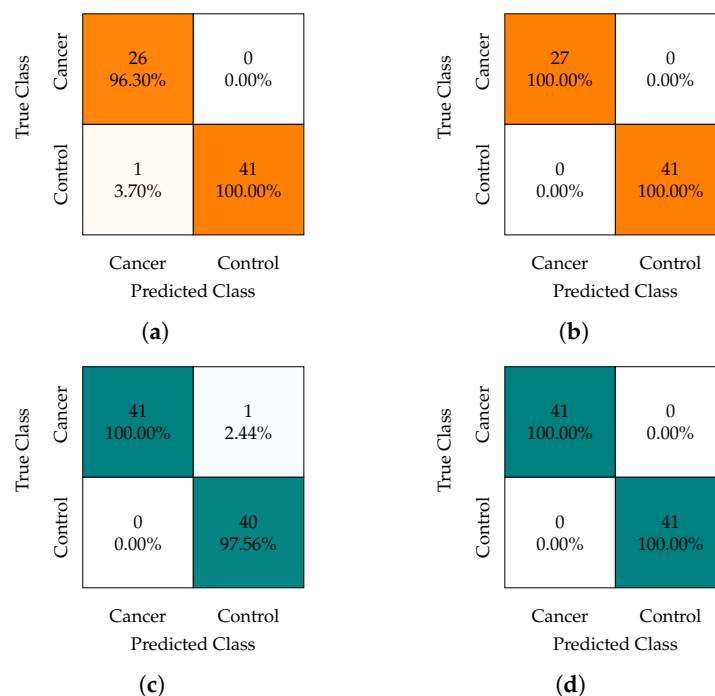 True Class
Cancer
Control
26
96.30%
0
0.00%
1
3.70%
41
100.00%
Cancer
Control
Predicted Class
(a)
True Class
Cancer
Control
27
100.00%
0
0.00%
0
0.00%
41
100.00%
Cancer
Control
Predicted Class
(b)
True Class
Cancer
Control
41
100.00%
1
2.44%
0
0.00%
40
97.56%
Cancer
Control
Predicted Class
(c)
True Class
Cancer
Control
41
100.00%
0
0.00%
0
0.00%
41
100.00%
Cancer
Control
Predicted Class
(d)